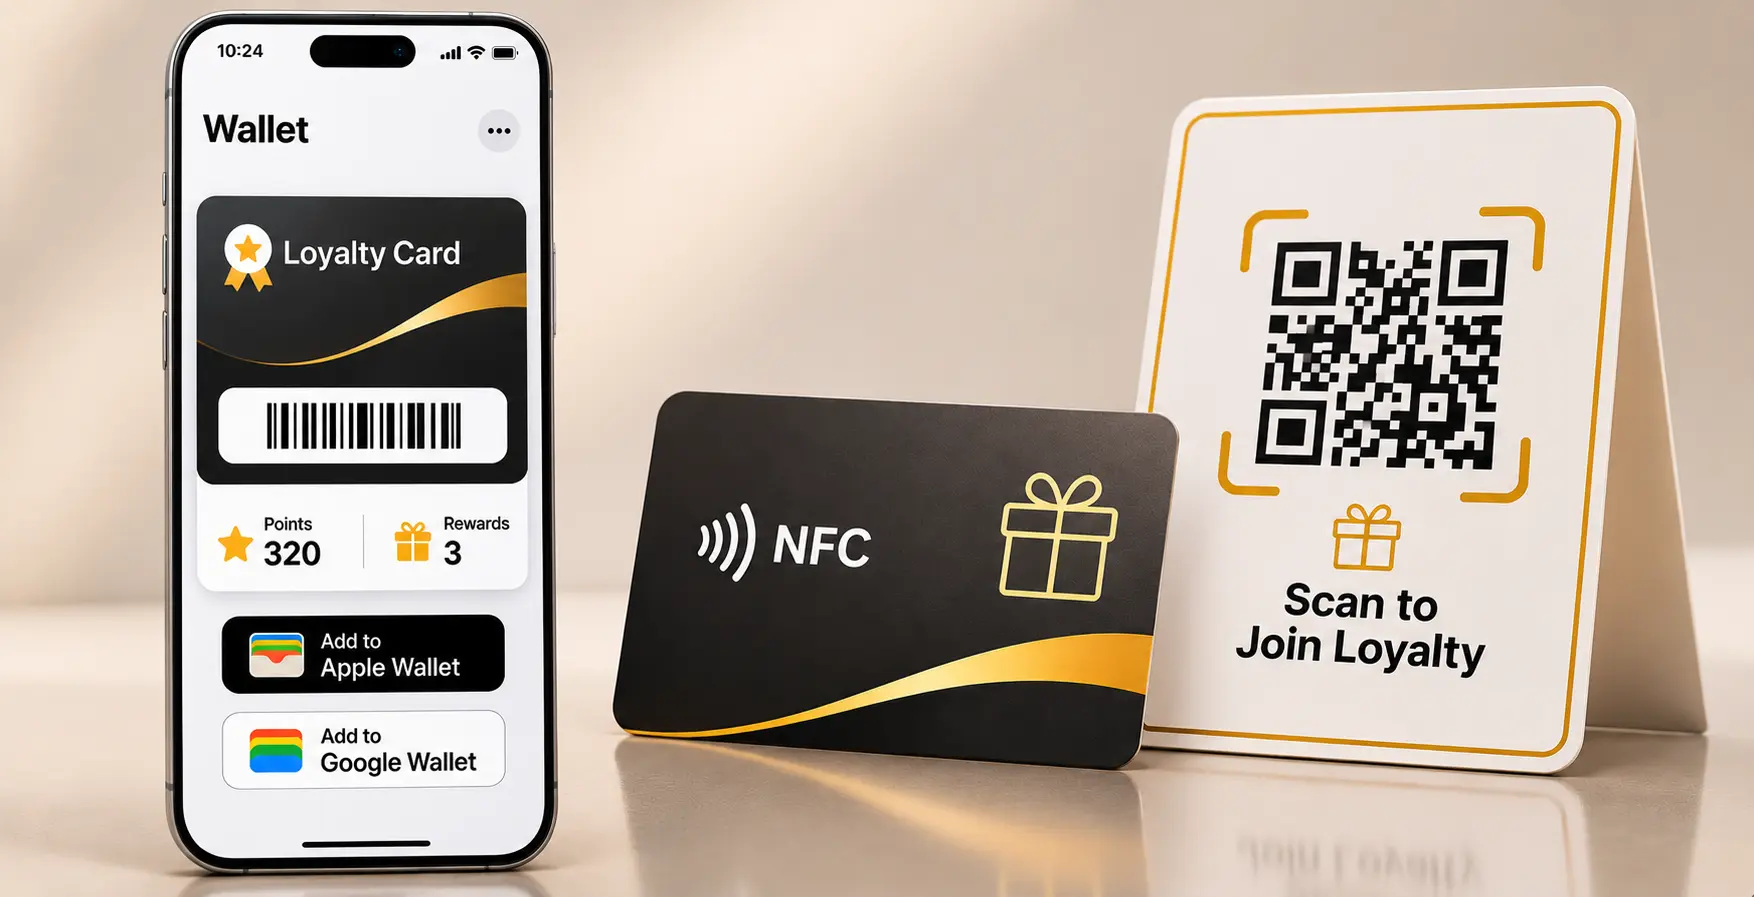 10:24
Wallet
Loyalty Card
Points
320
Rewards
3
Add to
Apple Wallet
Add to
Google Wallet
NFC
Scan to
Join Loyalty